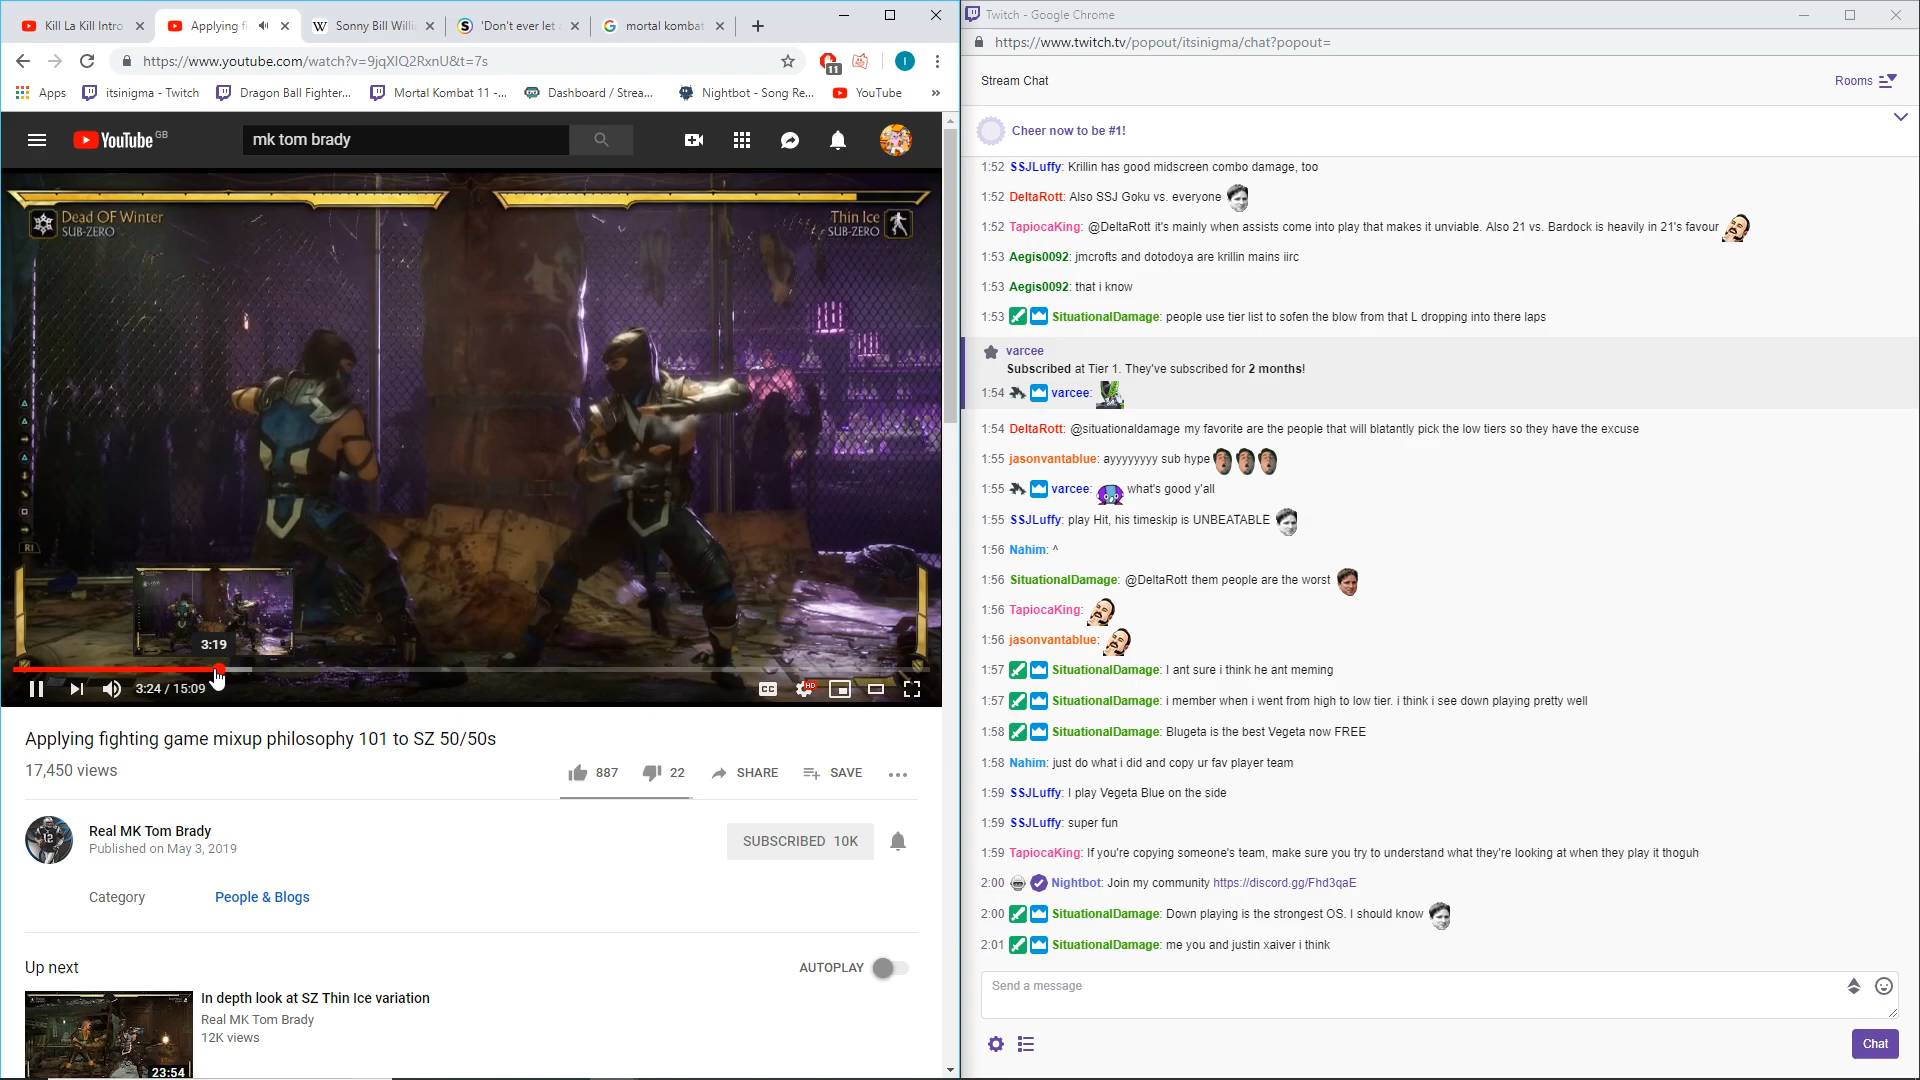 Kill La Kill Intro
Applying fi
Sonny Bill Willi
'Don't ever let
mortal kombat
https://www.youtube.com/watch?v=9jqXlQ2RxnU&t=7s
11
Apps
itsinigma - Twitch
Dragon Ball Fighter...
Mortal Kombat 11 -...
Dashboard / Strea...
Nightbot - Song Re...
YouTube
»
YouTube GB
mk tom brady
Dead OF Winter
SUB-ZERO
Thin Ice
SUB-ZERO
R1
3:19
3:24 / 15:09
CC
HD
Applying fighting game mixup philosophy 101 to SZ 50/50s
17,450 views
887
22
SHARE
SAVE
Real MK Tom Brady
Published on May 3, 2019
SUBSCRIBED 10K
Category
People & Blogs
Up next
AUTOPLAY
In depth look at SZ Thin Ice variation
Real MK Tom Brady
12K views
23:54
Twitch - Google Chrome
https://www.twitch.tv/popout/itsinigma/chat?popout=
Stream Chat
Rooms
Cheer now to be #1!
1:52 SSJLuffy: Krillin has good midscreen combo damage, too
1:52 DeltaRott: Also SSJ Goku vs. everyone
1:52 TapiocaKing: @DeltaRott it's mainly when assists come into play that makes it unviable. Also 21 vs. Bardock is heavily in 21's favour
1:53 Aegis0092: jmcrofts and dotodoya are krillin mains iirc
1:53 Aegis0092: that i know
1:53 SituationalDamage: people use tier list to sofen the blow from that L dropping into there laps
varcee
Subscribed at Tier 1. They've subscribed for 2 months!
1:54 varcee:
1:54 DeltaRott: @situationaldamage my favorite are the people that will blatantly pick the low tiers so they have the excuse
1:55 jasonvantablue: ayyyyyyyy sub hype
1:55 varcee: what's good y'all
1:55 SSJLuffy: play Hit, his timeskip is UNBEATABLE
1:56 Nahim: ^
1:56 SituationalDamage: @DeltaRott them people are the worst
1:56 TapiocaKing:
1:56 jasonvantablue:
1:57 SituationalDamage: I ant sure i think he ant meming
1:57 SituationalDamage: i member when i went from high to low tier. i think i see down playing pretty well
1:58 SituationalDamage: Blugeta is the best Vegeta now FREE
1:58 Nahim: just do what i did and copy ur fav player team
1:59 SSJLuffy: I play Vegeta Blue on the side
1:59 SSJLuffy: super fun
1:59 TapiocaKing: If you're copying someone's team, make sure you try to understand what they're looking at when they play it thoguh
2:00 Nightbot: Join my community https://discord.gg/Fhd3qaE
2:00 SituationalDamage: Down playing is the strongest OS. I should know
2:01 SituationalDamage: me you and justin xaiver i think
Send a message
Chat